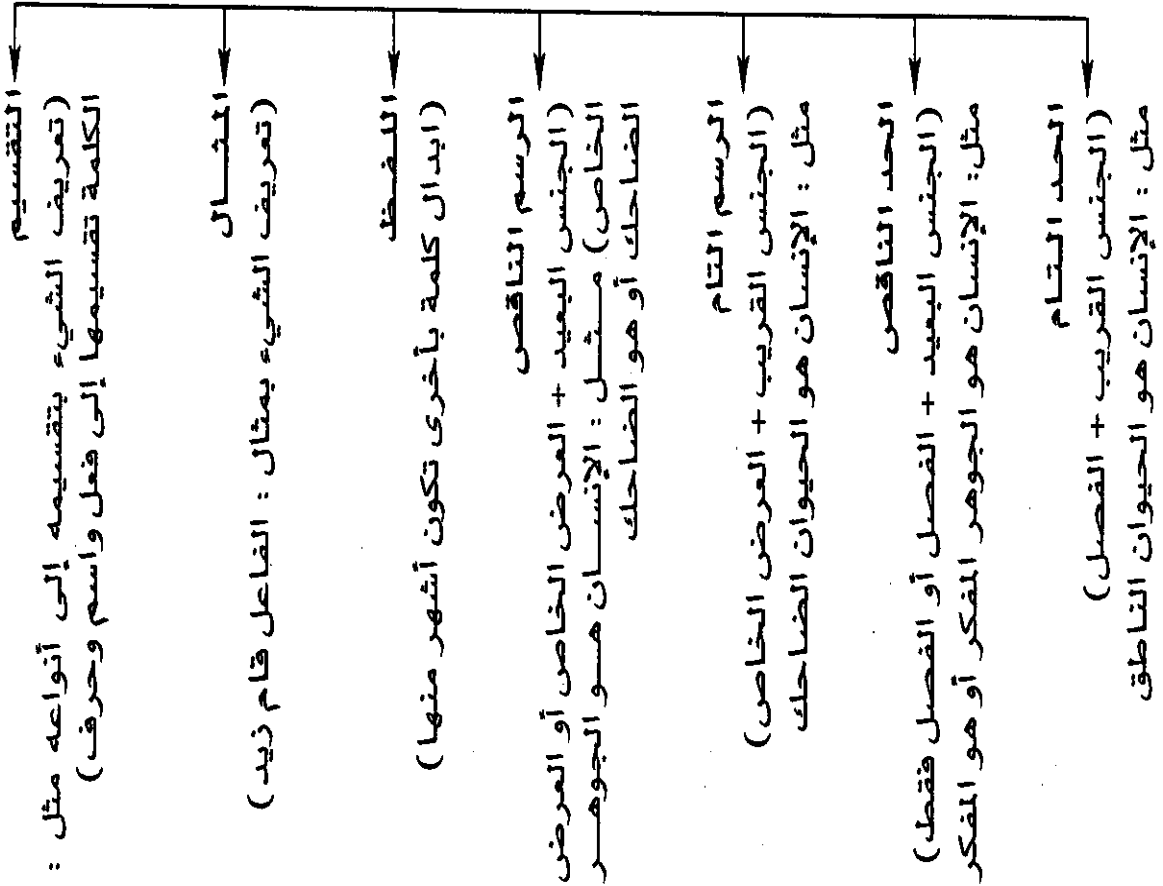 الحد التام
(الجنس القريب + الفصل)
مثل : الإنسان هو الحيوان الناطق
الحد الناقص
(الجنس البعيد + الفصل أو الفصل فقط)
مثل: الإنسان هو الجوهر المفكر أو هو المفكر
الرسم التام
(الجنس القريب + العرض الخاص)
مثل : الإنسان هو الحيوان الضاحك
الرسم الناقص
(الجنس البعيد + العرض الخاص أو العرض
الخاص) مثل : الإنسان هو الجوهر
الضاحك أو هو الضاحك
اللفظ
(ابدال كلمة بأخرى تكون أشهر منها)
المثال
(تعريف الشيء بمثال : الفاعل قام زيد)
التقسيم
(تعريف الشيء بتقسيمه إلى أنواعه مثل :
الكلمة تقسيمها إلى فعل واسم وحرف)